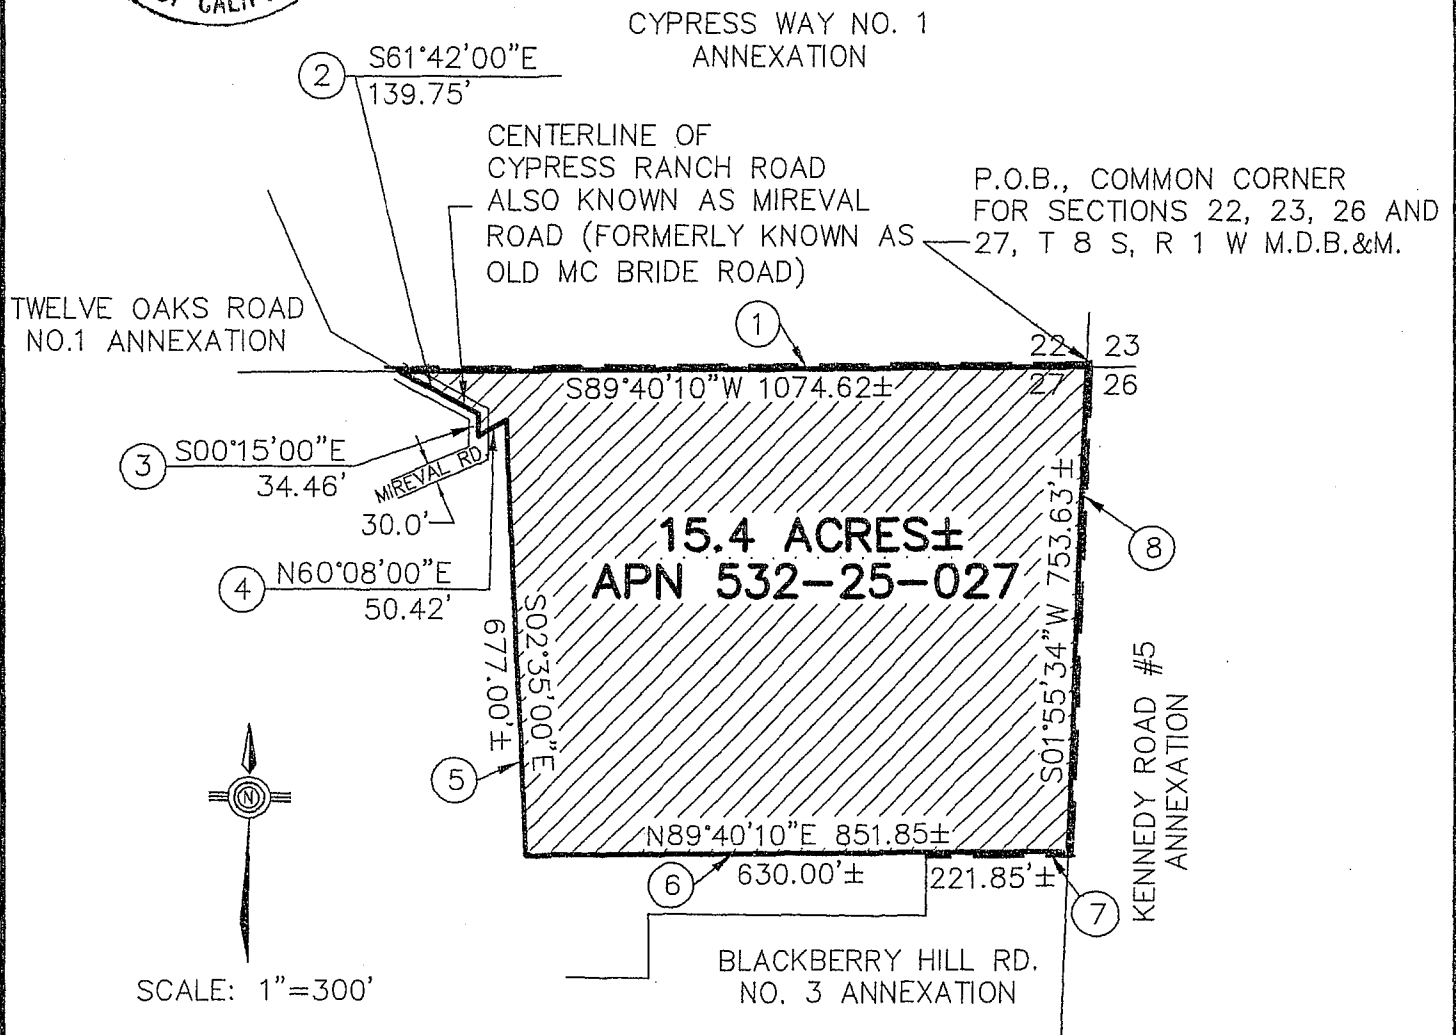 OF CALIF
CYPRESS WAY NO. 1
ANNEXATION
2
S61°42'00"E
139.75'
CENTERLINE OF
CYPRESS RANCH ROAD
ALSO KNOWN AS MIREVAL
ROAD (FORMERLY KNOWN AS
OLD MC BRIDE ROAD)
P.O.B., COMMON CORNER
FOR SECTIONS 22, 23, 26 AND
27, T 8 S, R 1 W M.D.B.&M.
TWELVE OAKS ROAD
NO.1 ANNEXATION
1
22
23
27
26
S89°40'10"W 1074.62±
3
S00°15'00"E
34.46'
MIREVAL RD.
30.0'
4
N60°08'00"E
50.42'
15.4 ACRES±
APN 532-25-027
S01°55'34"W 753.63'±
8
S02°35'00"E
677.00'±
5
KENNEDY ROAD #5
ANNEXATION
N
N89°40'10"E 851.85±
6
630.00'±
221.85'±
7
BLACKBERRY HILL RD.
NO. 3 ANNEXATION
SCALE: 1"=300'